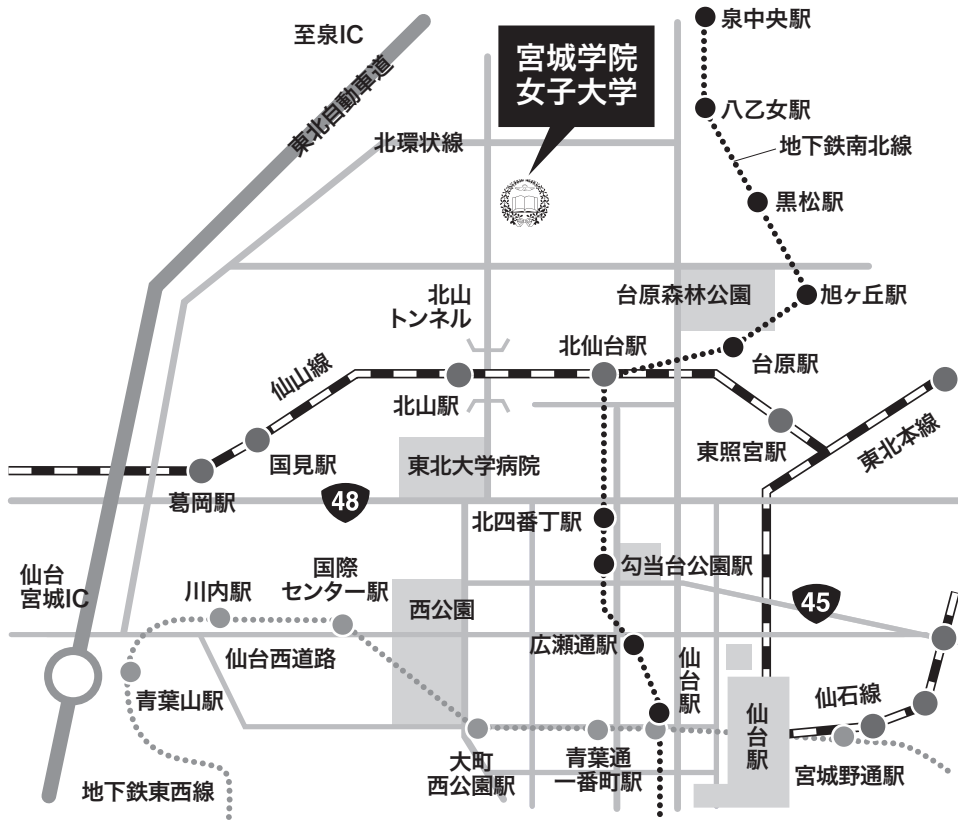 至泉IC
東北自動車道
北環状線
宮城学院
女子大学
泉中央駅
八乙女駅
地下鉄南北線
黒松駅
台原森林公園
旭ヶ丘駅
北山
トンネル
北仙台駅
台原駅
仙山線
北山駅
東照宮駅
東北本線
国見駅
東北大学病院
葛岡駅
48
北四番丁駅
勾当台公園駅
仙台
宮城IC
川内駅
国際
センター駅
西公園
45
広瀬通駅
仙台西道路
仙台駅
青葉山駅
仙台駅
仙石線
大町
西公園駅
青葉通
一番町駅
宮城野通駅
地下鉄東西線